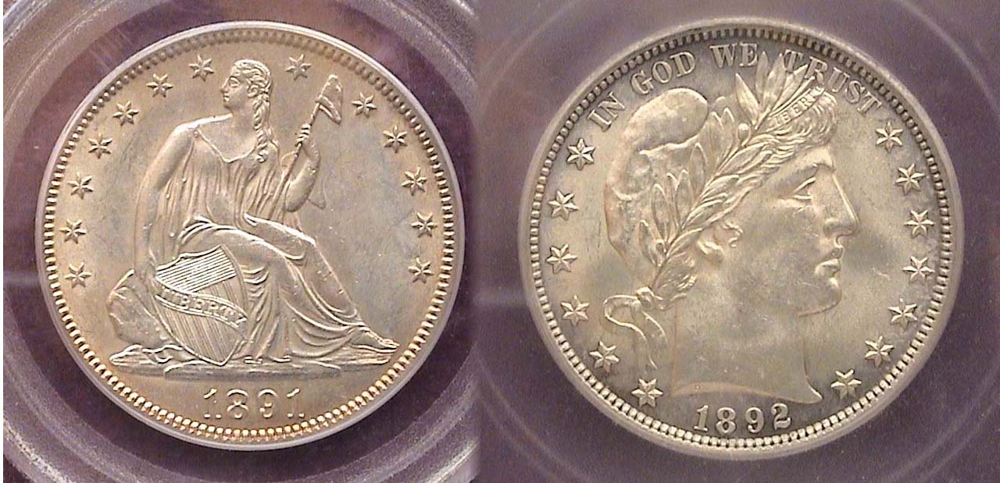 LIBERTY
1891
IN GOD WE TRUST
LIBERTY
1892